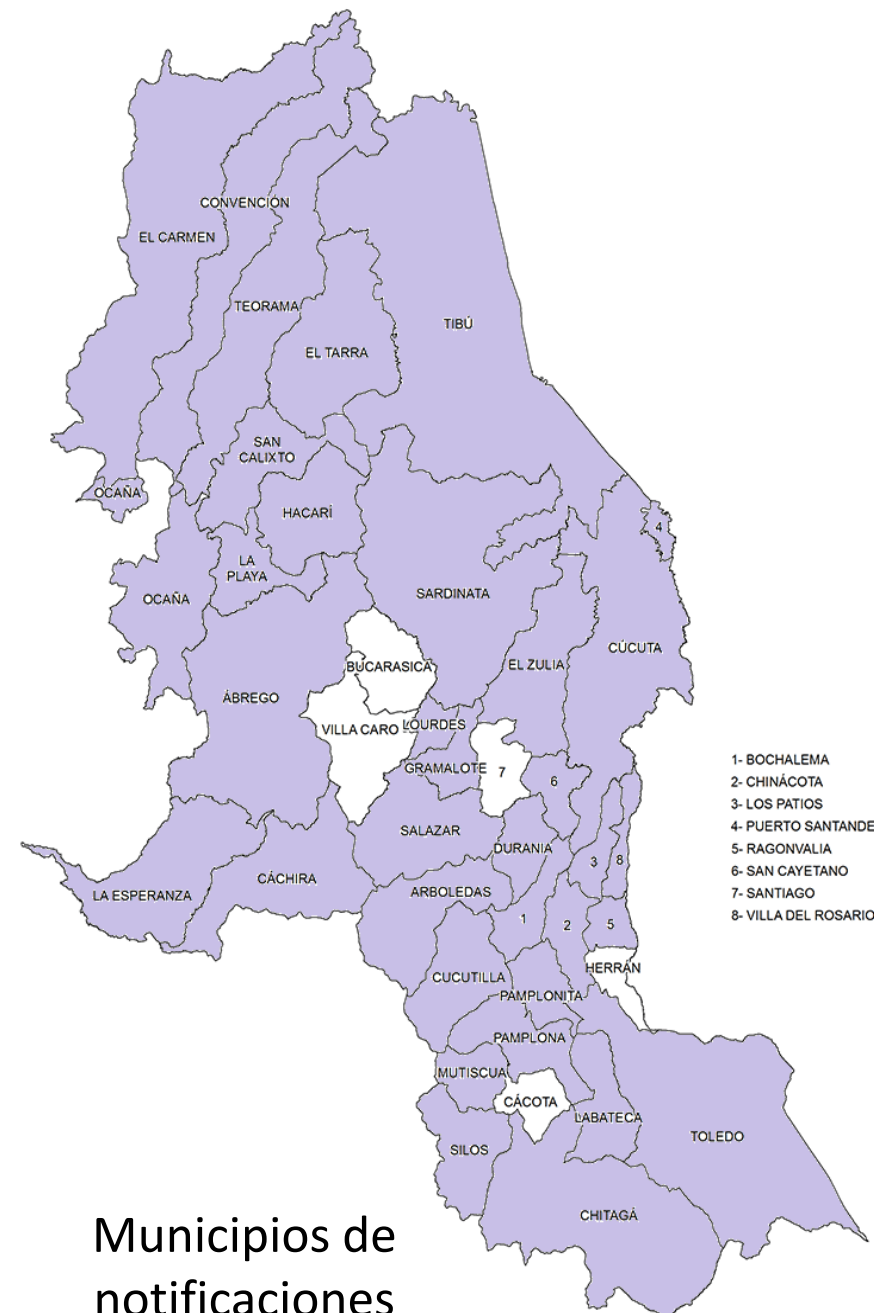 CONVENCIÓN
EL CARMEN
TEORAMA
TIBÚ
EL TARRA
SAN
CALIXTO
OCAÑA
HACARÍ
4
LA
PLAYA
SARDINATA
OCAÑA
CÚCUTA
BUCARASICA
EL ZULIA
ÁBREGO
LOURDES
VILLA CARO
GRAMALOTE
7
6
1- BOCHALEMA
2- CHINÁCOTA
3- LOS PATIOS
4- PUERTO SANTANDE
5- RAGONVALIA
6- SAN CAYETANO
7- SANTIAGO
8- VILLA DEL ROSARIO
SALAZAR
DURANIA
3
8
CÁCHIRA
LA ESPERANZA
ARBOLEDAS
1
2
5
HERRÁN
CUCUTILLA
PAMPLONITA
PAMPLONA
MUTISCUA
CÁCOTA
LABATECA
TOLEDO
SILOS
CHITAGÁ
Municipios de
notificaciones